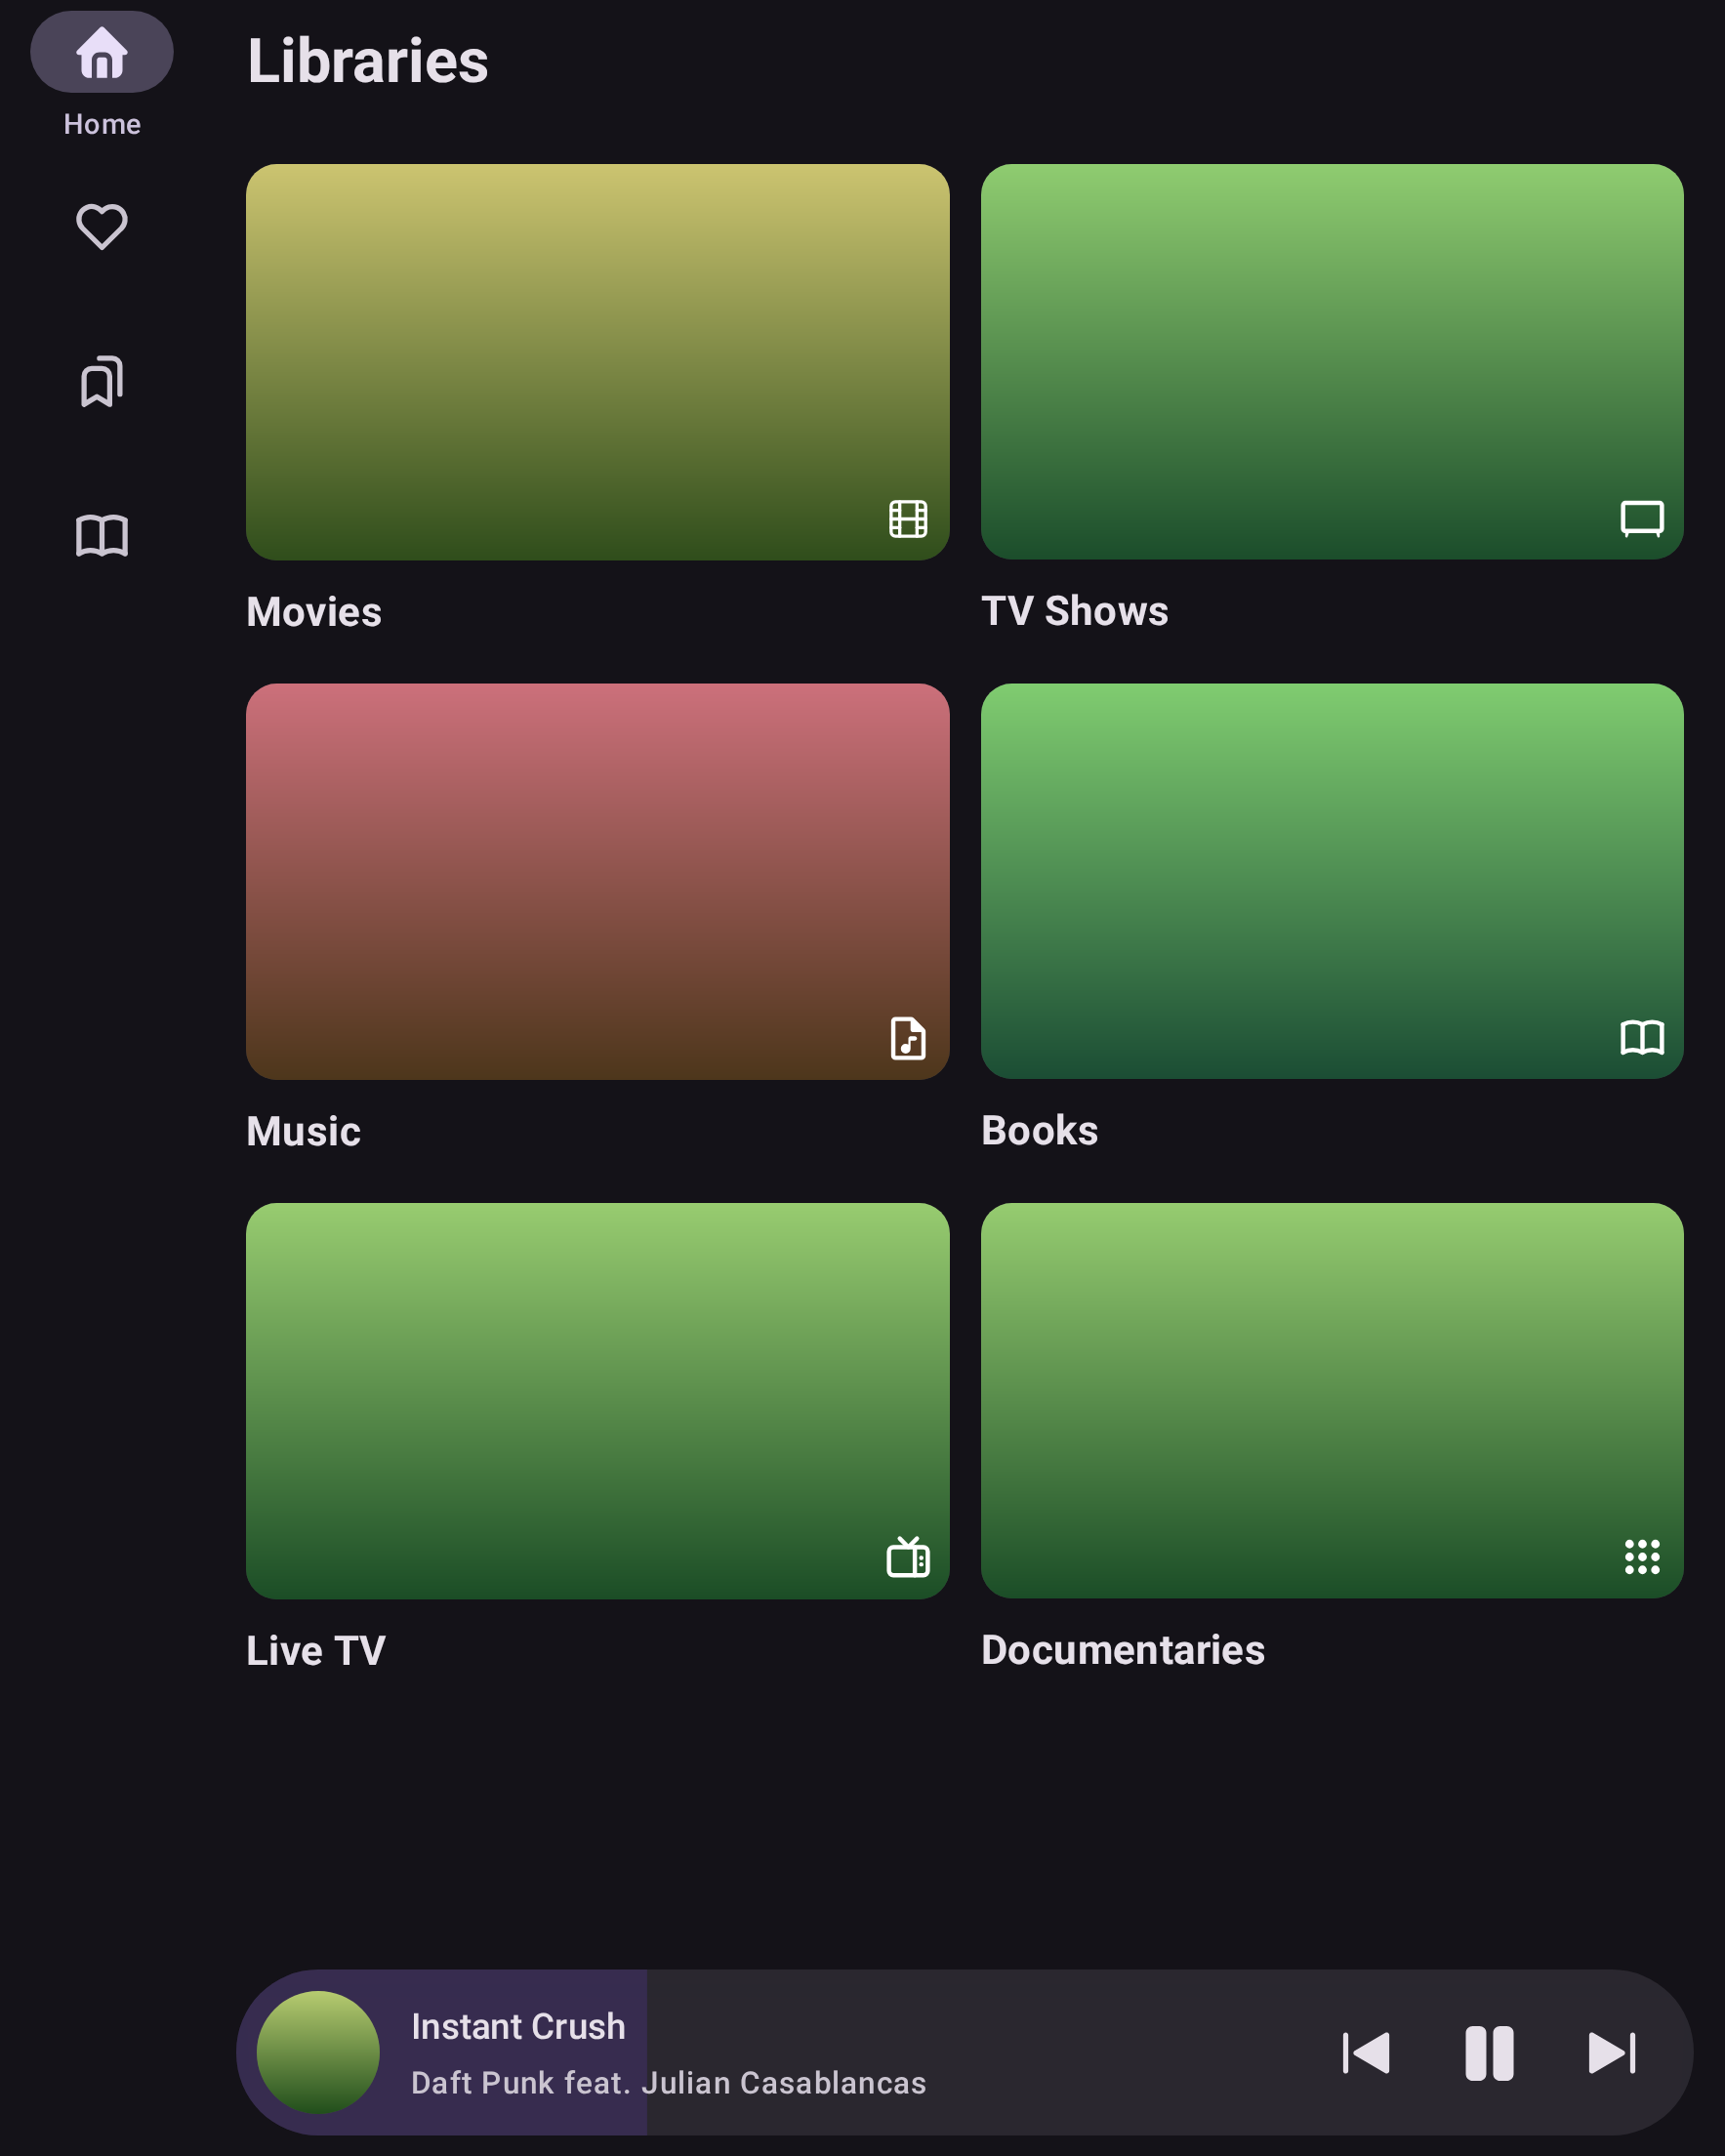 Home
Libraries
Movies
TV Shows
Music
Books
Live TV
Documentaries
Instant Crush
Daft Punk feat. Julian Casablancas